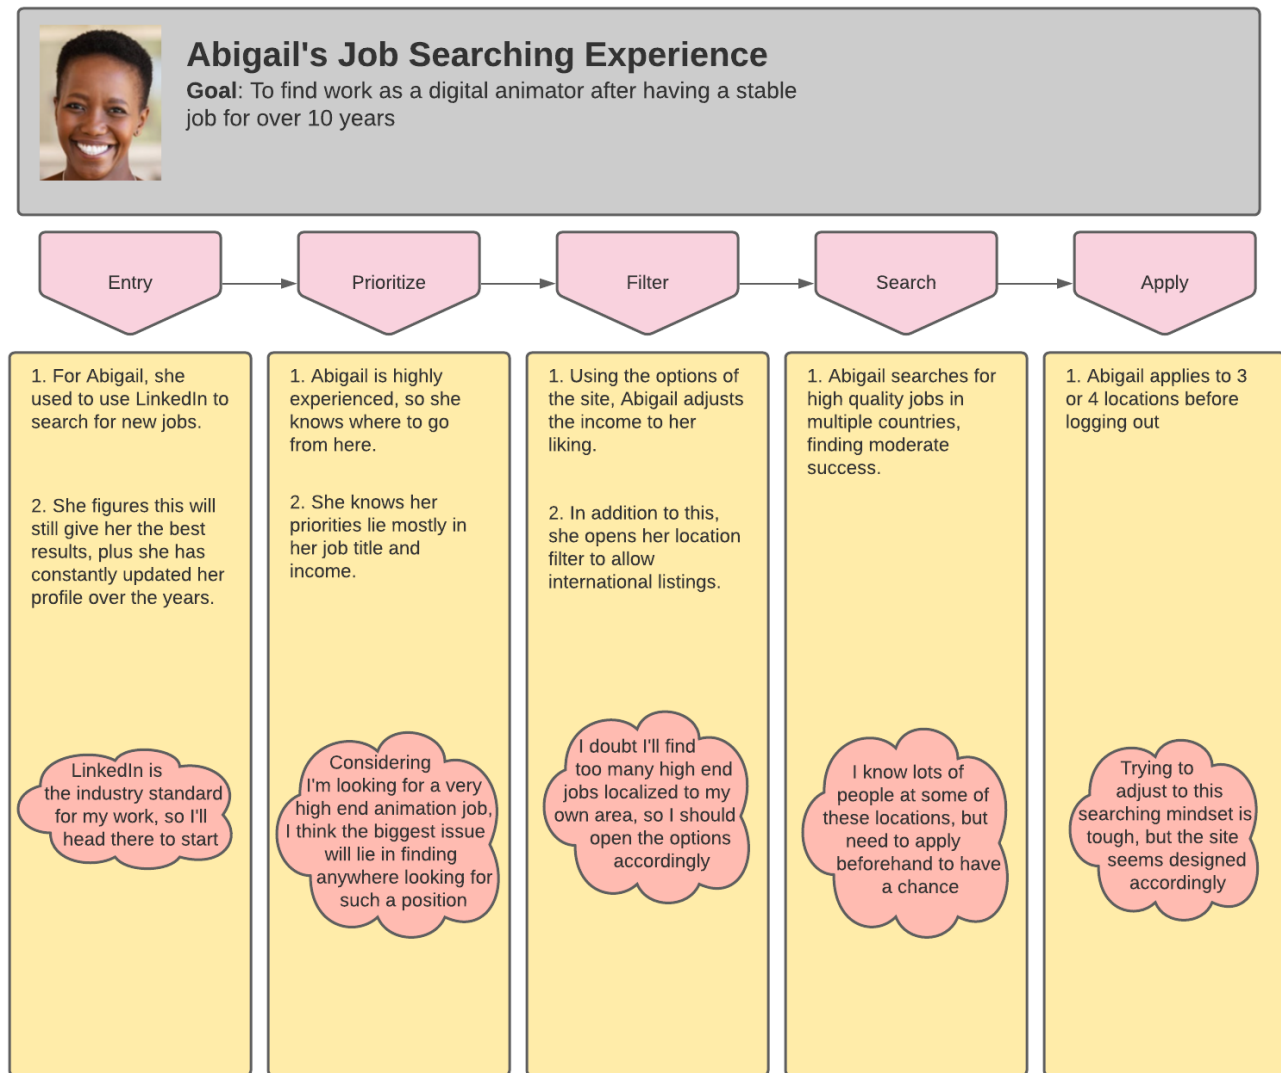 Abigail's Job Searching Experience
Goal: To find work as a digital animator after having a stable
job for over 10 years
Entry
Prioritize
Filter
Search
Apply
1. For Abigail, she
used to use LinkedIn to
search for new jobs.
2. She figures this will
still give her the best
results, plus she has
constantly updated her
profile over the years.
LinkedIn is
the industry standard
for my work, so I'll
head there to start
1. Abigail is highly
experienced, so she
knows where to go
from here.
2. She knows her
priorities lie mostly in
her job title and
income.
Considering
I'm looking for a very
high end animation job,
I think the biggest issue
will lie in finding
anywhere looking for
such a position
1. Using the options of
the site, Abigail adjusts
the income to her
liking.
2. In addition to this,
she opens her location
filter to allow
international listings.
I doubt I'll find
too many high end
jobs localized to my
own area, so I should
open the options
accordingly
1. Abigail searches for
high quality jobs in
multiple countries,
finding moderate
success.
I know lots of
people at some of
these locations, but
need to apply
beforehand to have
a chance
1. Abigail applies to 3
or 4 locations before
logging out
Trying to
adjust to this
searching mindset is
tough, but the site
seems designed
accordingly